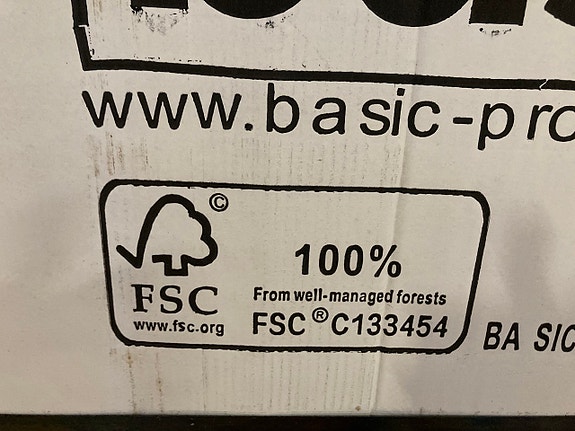 www.basic-pro
©
FSC
www.fsc.org
100%
From well-managed forests
FSC® C133454
BA SIC